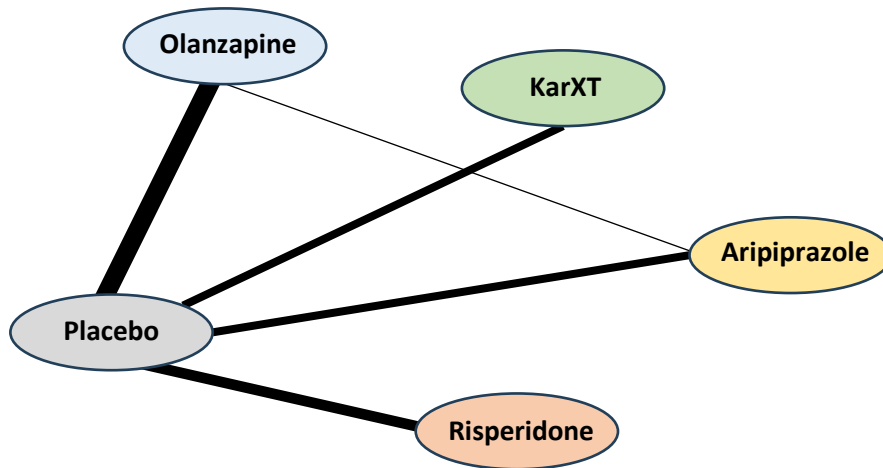 Olanzapine
KarXT
Aripiprazole
Placebo
Risperidone